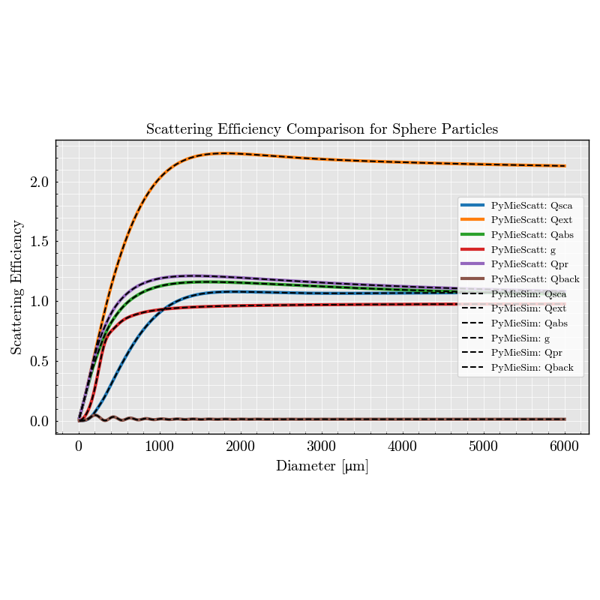 Scattering Efficiency Comparison for Sphere Particles
Scattering Efficiency
2.0
1.5
1.0
0.5
0.0
PyMieScatt: Qsca
PyMieScatt: Qext
PyMieScatt: Qabs
PyMieScatt: g
PyMieScatt: Qpr
PyMieScatt: Qback
PyMieSim: Qsca
PyMieSim: Qext
PyMieSim: Qabs
PyMieSim: g
PyMieSim: Qpr
PyMieSim: Qback
0 1000 2000 3000 4000 5000 6000
Diameter [µm]